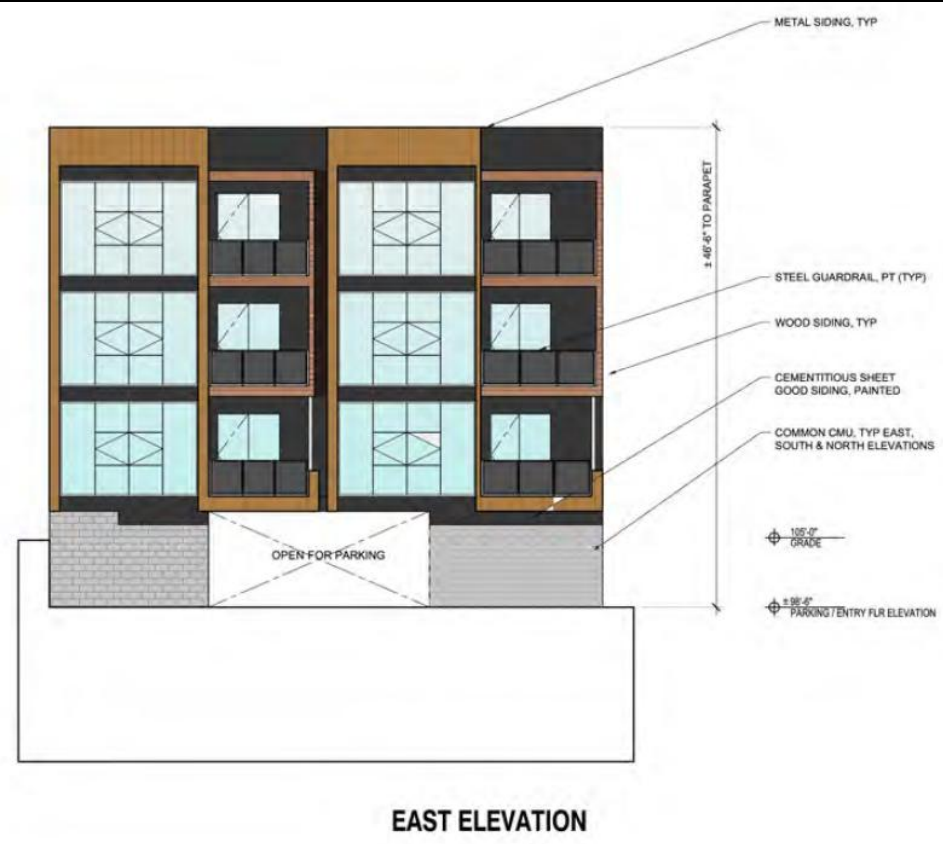 METAL SIDING, TYP
± 46'-6" TO PARAPET
STEEL GUARDRAIL, PT (TYP)
WOOD SIDING, TYP
CEMENTITIOUS SHEET
GOOD SIDING, PAINTED
COMMON CMU, TYP EAST,
SOUTH & NORTH ELEVATIONS
105'-0"
GRADE
OPEN FOR PARKING
± 98'-6"
PARKING / ENTRY FLR ELEVATION
EAST ELEVATION